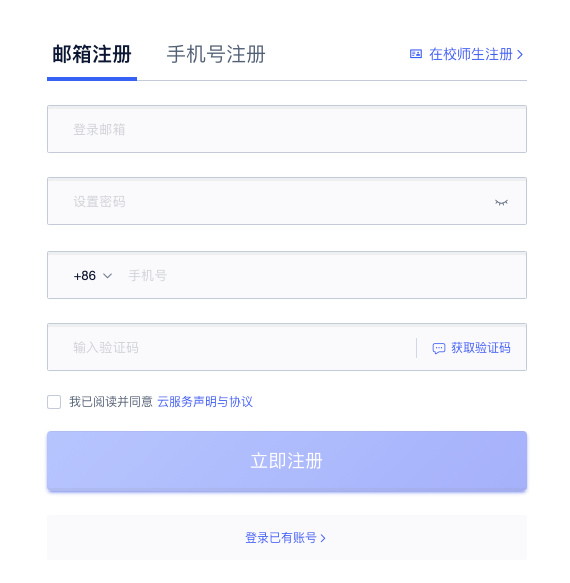 邮箱注册 手机号注册 在校师生注册
登录邮箱
设置密码
+86 手机号
输入验证码 获取验证码
我已阅读并同意 云服务声明与协议
立即注册
登录已有账号